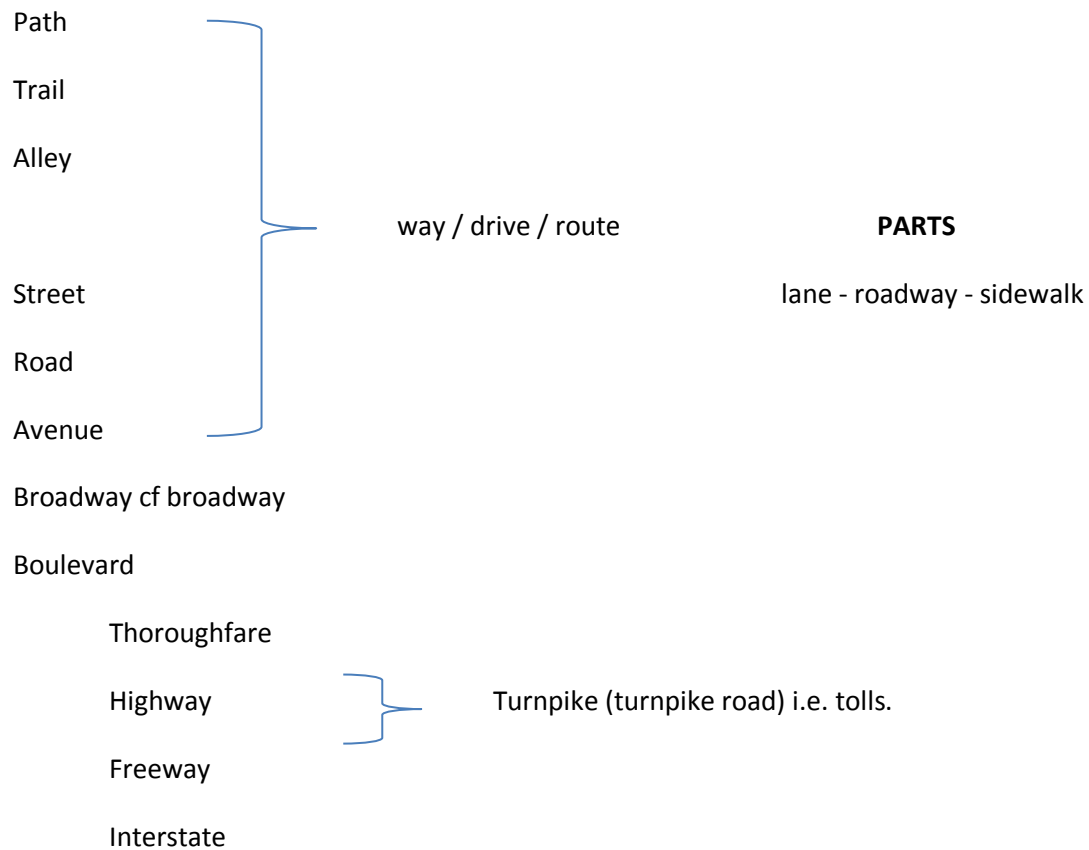 Path
Trail
Alley
way / drive / route PARTS
Street lane - roadway - sidewalk
Road
Avenue
Broadway cf broadway
Boulevard
Thoroughfare
Highway Turnpike (turnpike road) i.e. tolls.
Freeway
Interstate